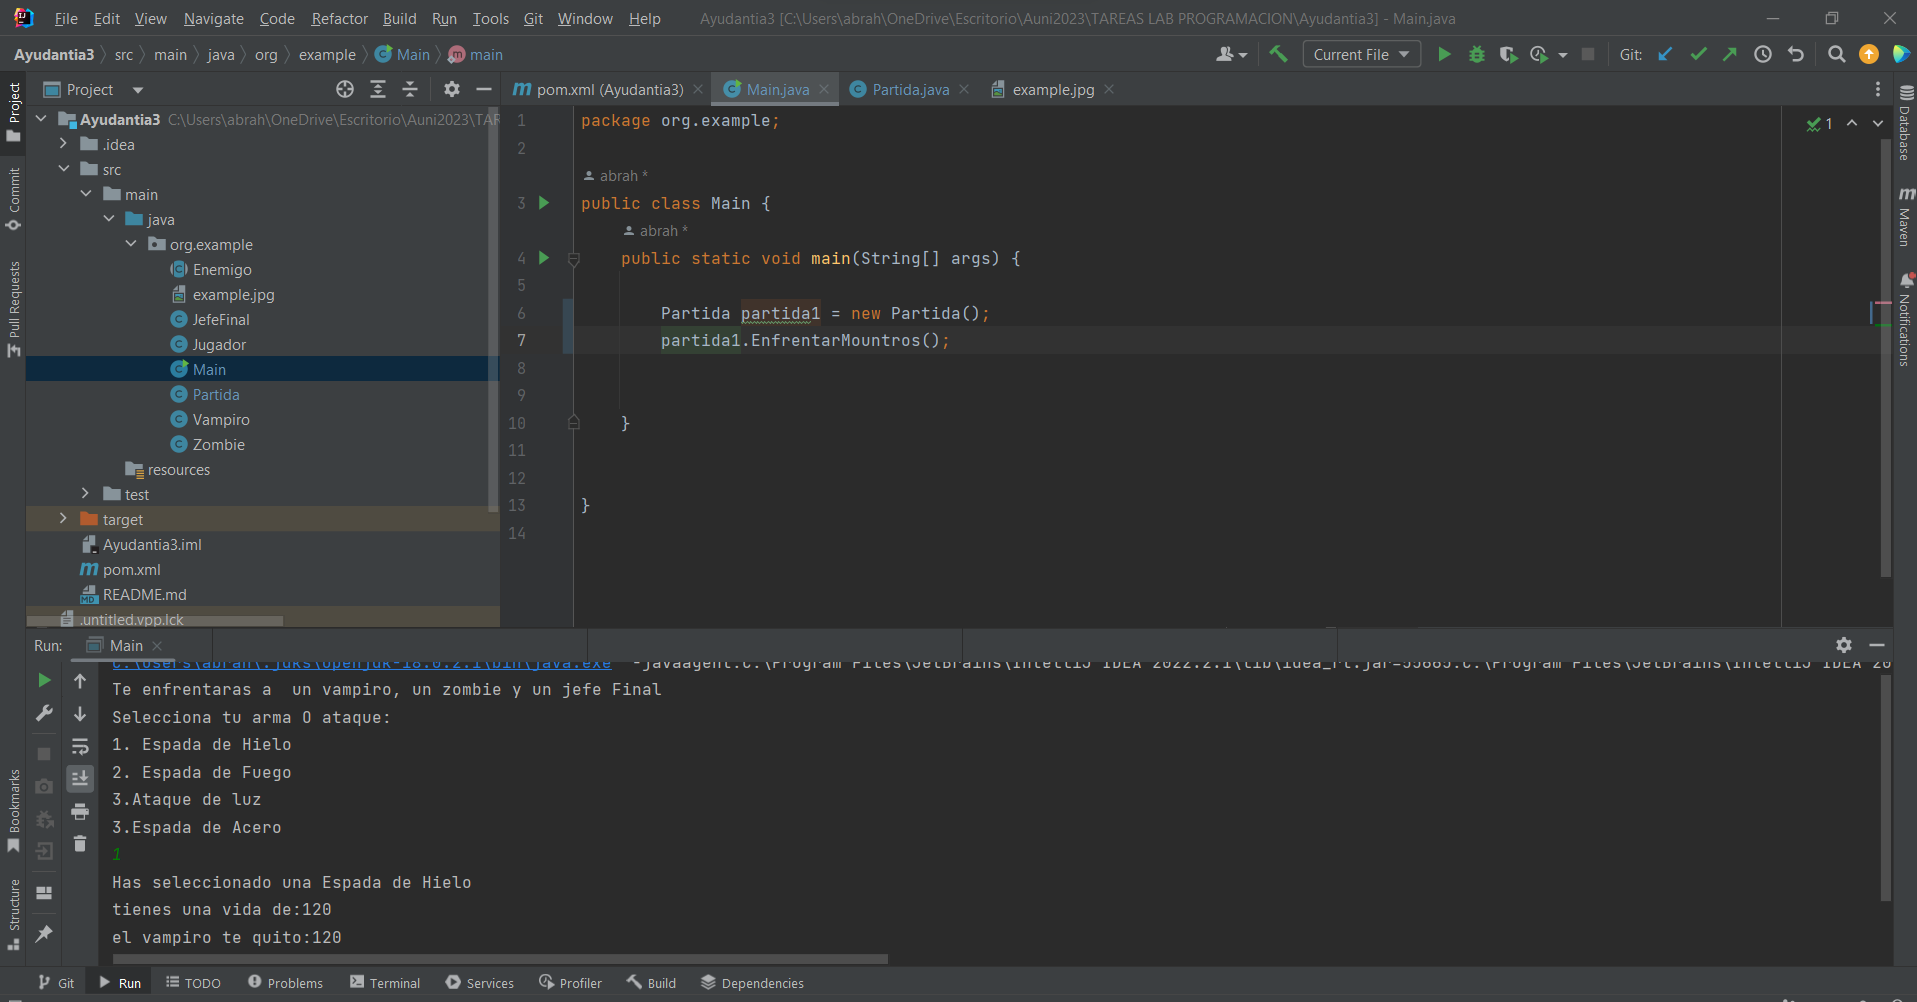 File Edit View Navigate Code Refactor Build Run Tools Git Window Help Ayudantia3 [C:\Users\abrah\OneDrive\Escritorio\Auni2023\TAREAS LAB PROGRAMACION\Ayudantia3] - Main.java
Ayudantia3 src main java org example Main main Current File Git:
Project
pom.xml (Ayudantia3) Main.java Partida.java example.jpg
Ayudantia3 C:\Users\abrah\OneDrive\Escritorio\Auni2023\TAR
.idea
src
main
java
org.example
Enemigo
example.jpg
JefeFinal
Jugador
Main
Partida
Vampiro
Zombie
resources
test
target
Ayudantia3.iml
pom.xml
README.md
.untitled.vpp.lck
1 package org.example;
2
abrah *
3 public class Main {
abrah *
4 public static void main(String[] args) {
5
6 Partida partida1 = new Partida();
7 partida1.EnfrentarMountros();
8
9
10 }
11
12
13 }
14
1
Project
Commit
Pull Requests
Bookmarks
Structure
Database
Maven
Notifications
Run: Main
C:\Users\abrah\.jdks\openjdk-18.0.2.1\bin\java.exe "-javaagent:C:\Program Files\JetBrains\IntelliJ IDEA 2022.2.1\lib\idea_rt.jar=55685:C:\Program Files\JetBrains\IntelliJ IDEA 20
Te enfrentaras a  un vampiro, un zombie y un jefe Final
Selecciona tu arma O ataque:
1. Espada de Hielo
2. Espada de Fuego
3.Ataque de luz
3.Espada de Acero
1
Has seleccionado una Espada de Hielo
tienes una vida de:120
el vampiro te quito:120
Git Run TODO Problems Terminal Services Profiler Build Dependencies